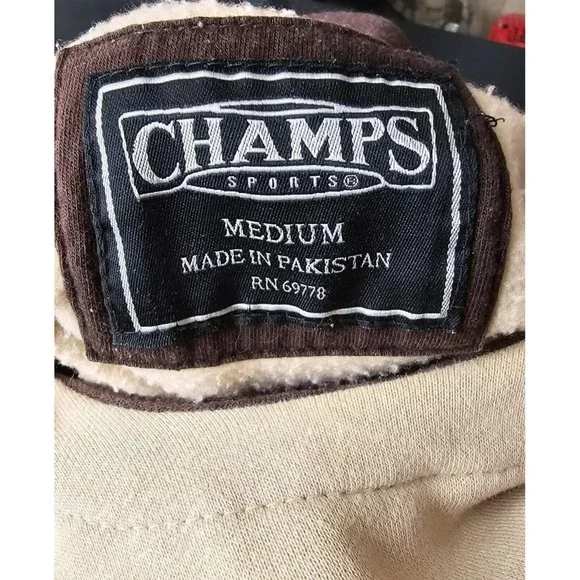 CHAMPS
SPORTS®
MEDIUM
MADE IN PAKISTAN
RN 69778